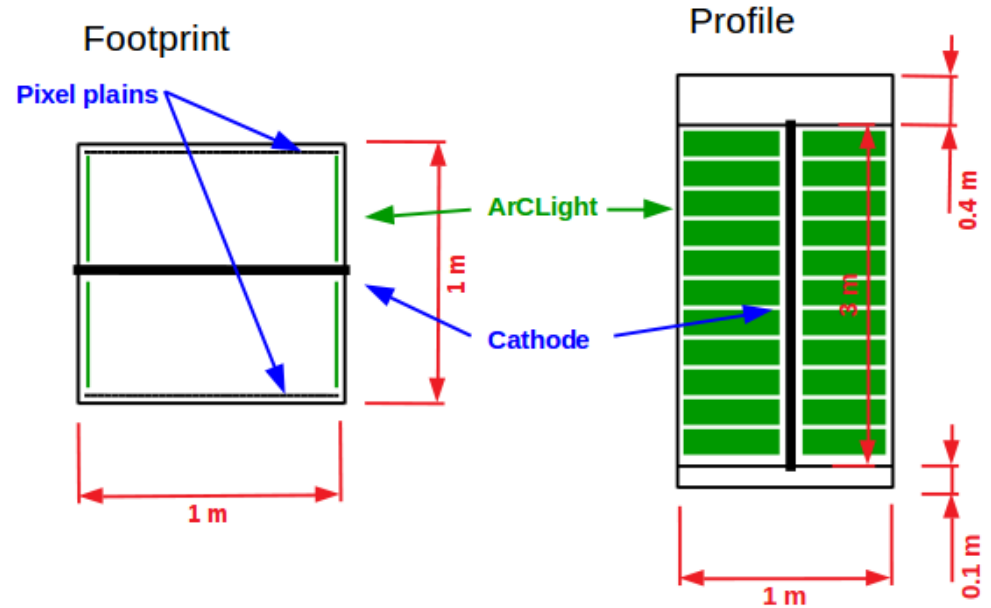 Footprint
Profile
Pixel plains
ArCLight
Cathode
1 m
1 m
3 m
0.4 m
0.1 m
1 m